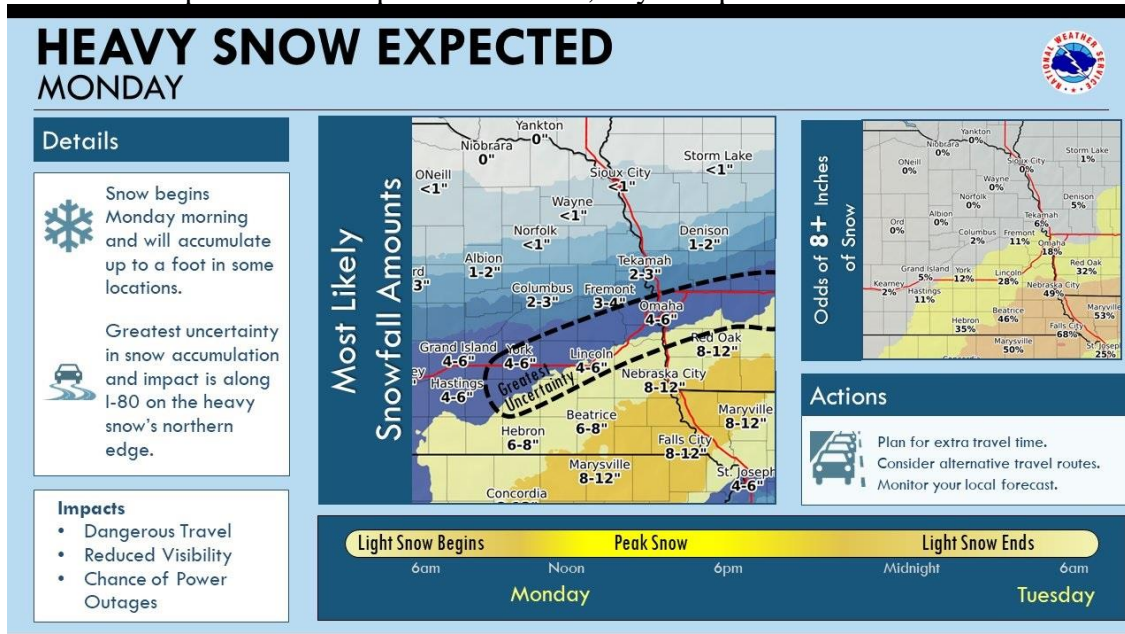 HEAVY SNOW EXPECTED
MONDAY
NATIONAL WEATHER SERVICE
Details
Snow begins
Monday morning
and will accumulate
up to a foot in some
locations.
Greatest uncertainty
in snow accumulation
and impact is along
I-80 on the heavy
snow's northern
edge.
Impacts
• Dangerous Travel
• Reduced Visibility
• Chance of Power
Outages
Most Likely
Snowfall Amounts
Yankton
0"
Niobrara
0"
ONeill
<1"
Sioux City
<1"
Storm Lake
<1"
Wayne
<1"
Norfolk
<1"
Denison
1-2"
Albion
1-2"
Tekamah
2-3"
rd
3"
Columbus
2-3"
Fremont
3-4"
Omaha
4-6"
Grand Island
4-6"
York
4-6"
Lincoln
4-6"
Red Oak
8-12"
ey
Hastings
4-6"
Greatest
Uncertainty
Nebraska City
8-12"
Beatrice
6-8"
Maryville
8-12"
Hebron
6-8"
Falls City
8-12"
Marysville
8-12"
St. Joseph
4-6"
Concordia
Odds of 8+ Inches
of Snow
Yankton
0%
Niobrara
0%
ONeill
0%
Sioux City
0%
Storm Lake
1%
Wayne
0%
Norfolk
0%
Denison
5%
Ord
0%
Albion
0%
Tekamah
6%
Columbus
2%
Fremont
11%
Omaha
18%
Grand Island
5%
York
12%
Lincoln
28%
Red Oak
32%
Kearney
2%
Hastings
11%
Nebraska City
49%
Hebron
35%
Beatrice
46%
Maryville
53%
Falls City
68%
Marysville
50%
St. Joseph
25%
Actions
Plan for extra travel time.
Consider alternative travel routes.
Monitor your local forecast.
Light Snow Begins Peak Snow Light Snow Ends
6am Noon 6pm Midnight 6am
Monday Tuesday